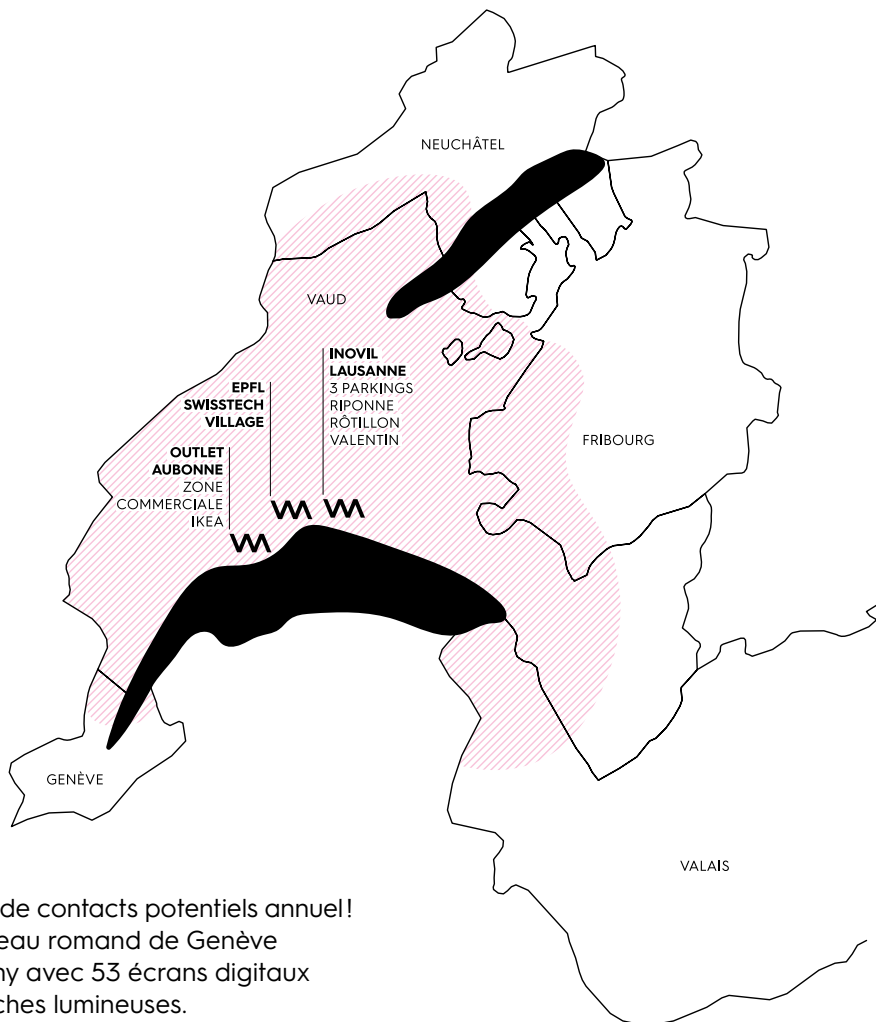 NEUCHÂTEL
VAUD
INOVIL
LAUSANNE
3 PARKINGS
RIPONNE
RÔTILLON
VALENTIN
EPFL
SWISSTECH
VILLAGE
OUTLET
AUBONNE
ZONE
COMMERCIALE
IKEA
FRIBOURG
GENÈVE
VALAIS
de contacts potentiels annuel!
eau romand de Genève
ny avec 53 écrans digitaux
ches lumineuses.